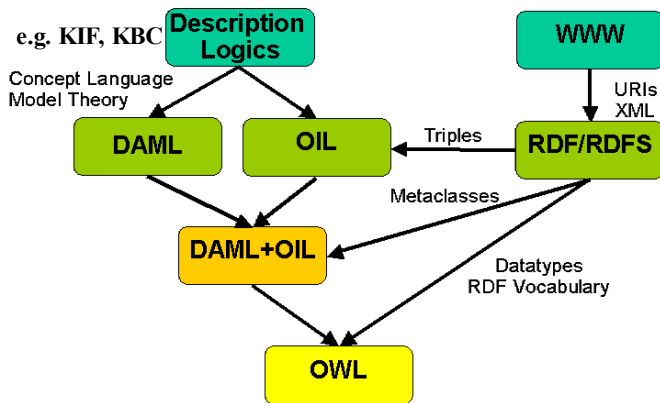 e.g. KIF, KBC
Description
Logics
WWW
Concept Language
Model Theory
URIs
XML
DAML
OIL
Triples
RDF/RDFS
Metaclasses
DAML+OIL
Datatypes
RDF Vocabulary
OWL